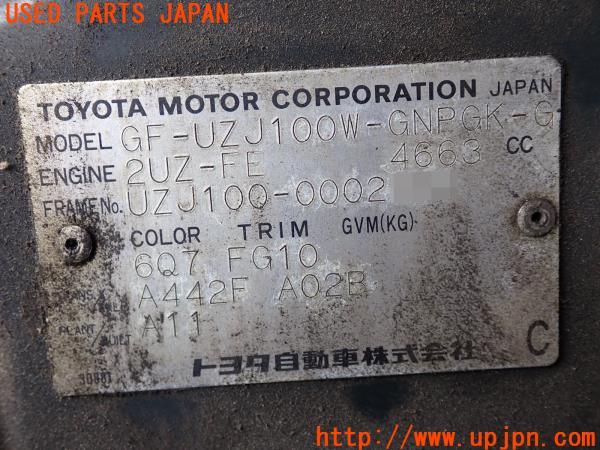 USED PARTS JAPAN
TOYOTA MOTOR CORPORATION JAPAN
MODEL GF-UZJ100W-GNPGK-G
ENGINE 2UZ-FE 4663 CC
FRAME No. UZJ100-0002
COLOR TRIM GVM(KG)
6Q7 FG10
A442F A02B
PLANT/ A11
トヨタ自動車株式会社 C
http://www.upjpn.com